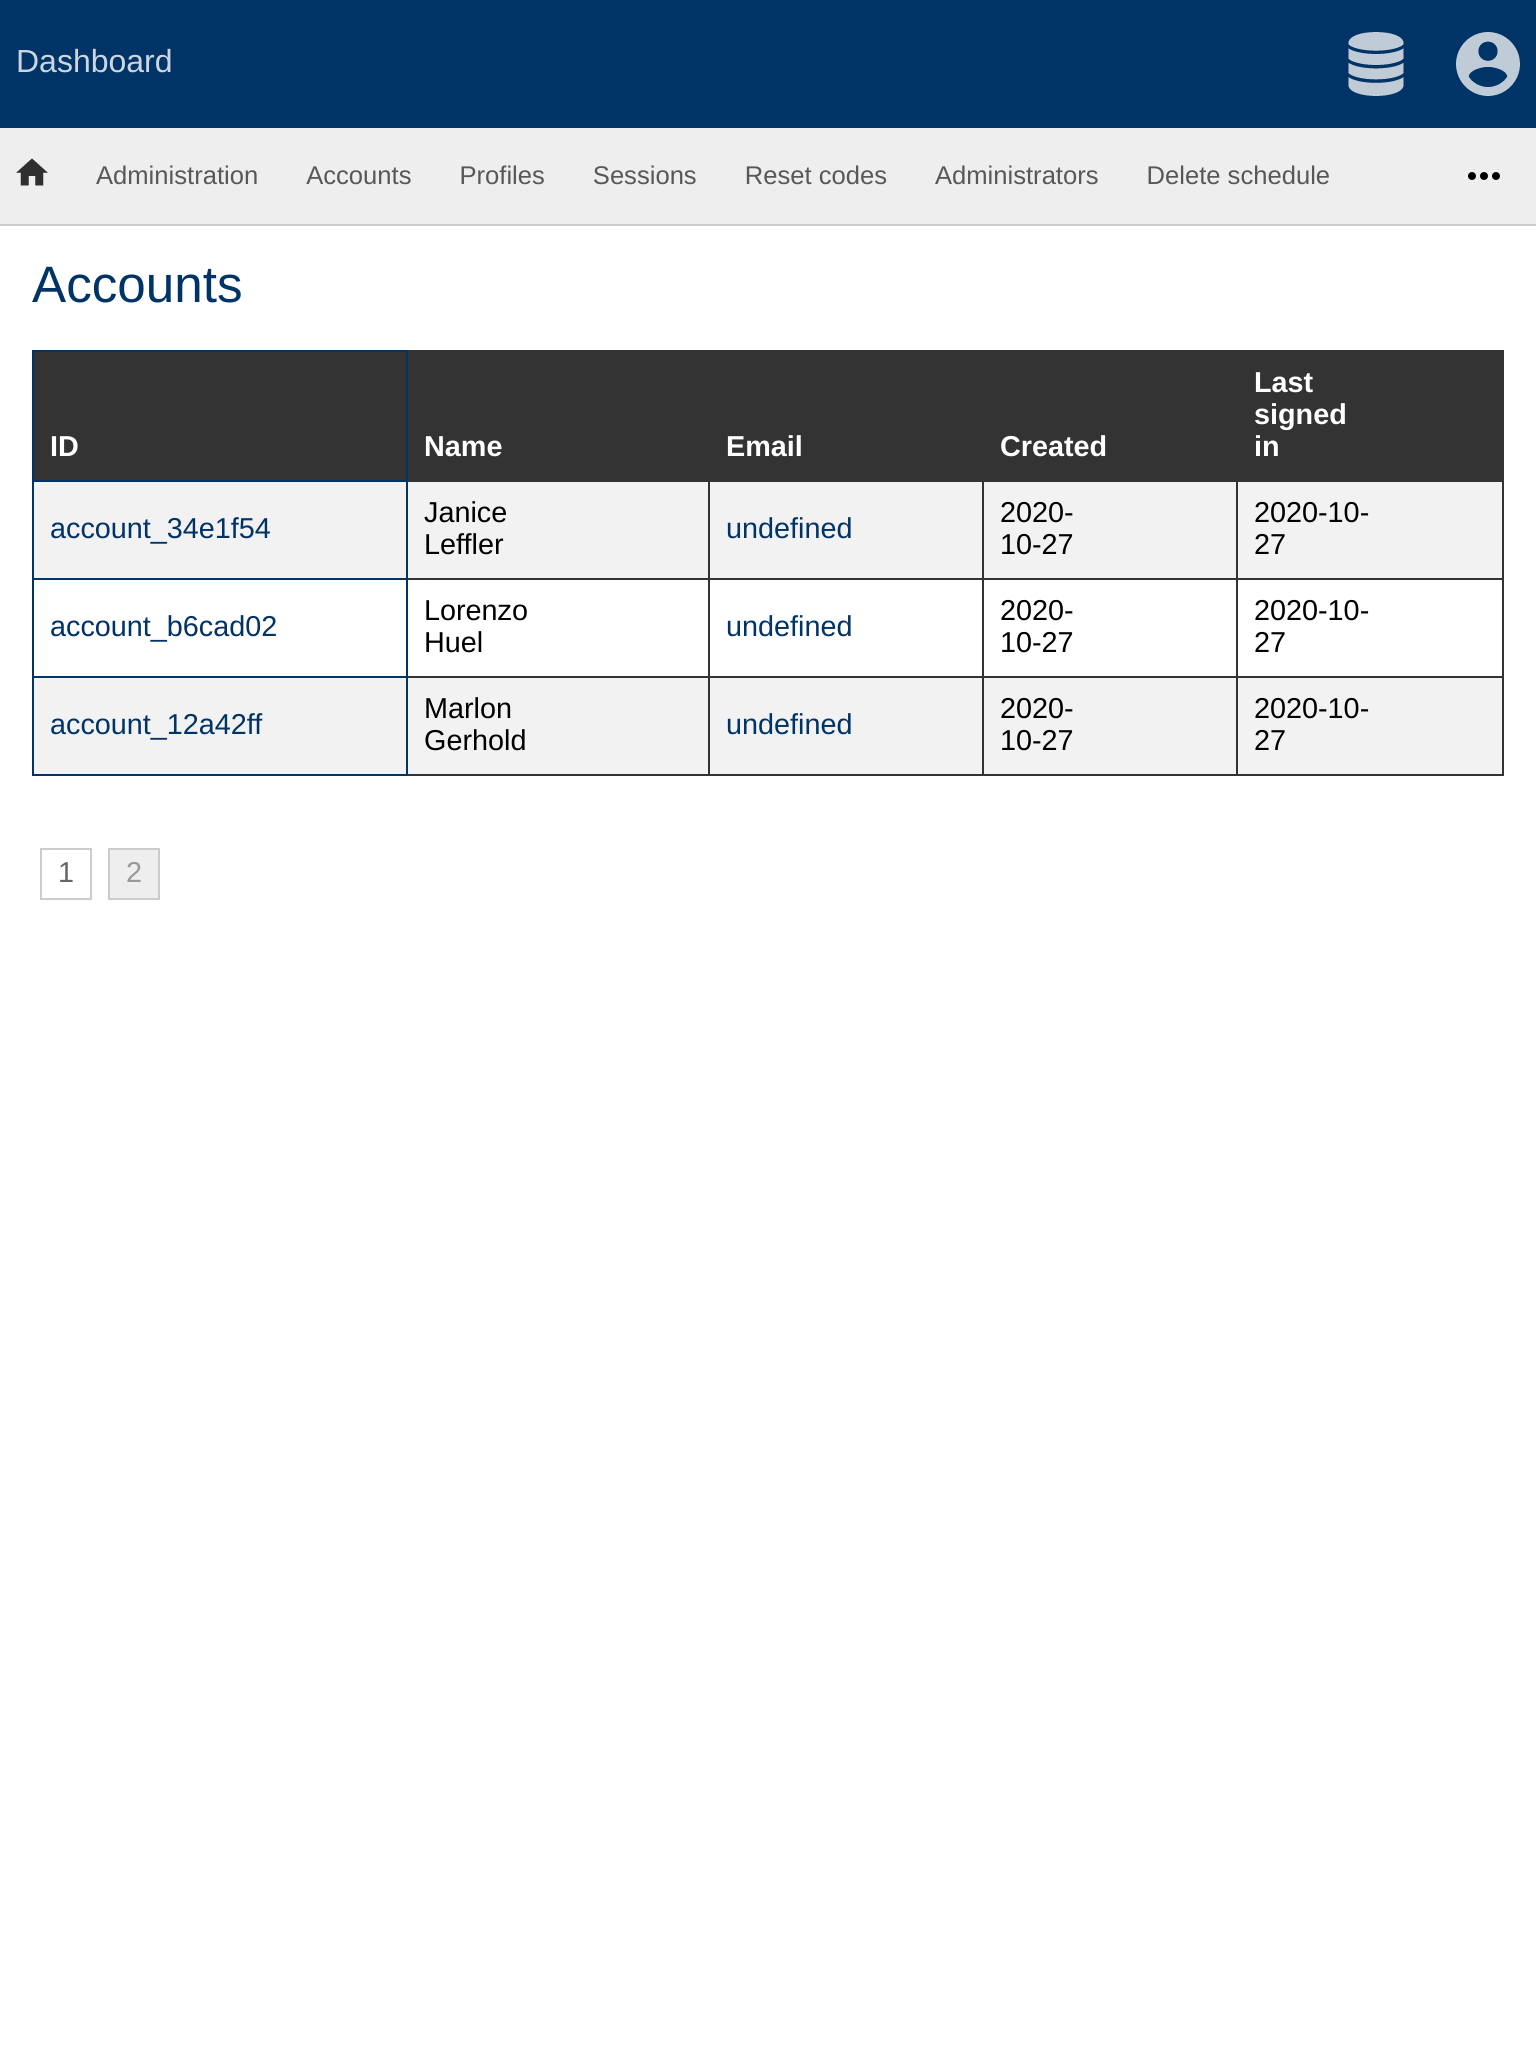 Dashboard
Administration Accounts Profiles Sessions Reset codes Administrators Delete schedule
Accounts
ID Name Email Created Last signed in
account_34e1f54 Janice Leffler undefined 2020-10-27 2020-10-27
account_b6cad02 Lorenzo Huel undefined 2020-10-27 2020-10-27
account_12a42ff Marlon Gerhold undefined 2020-10-27 2020-10-27
1 2